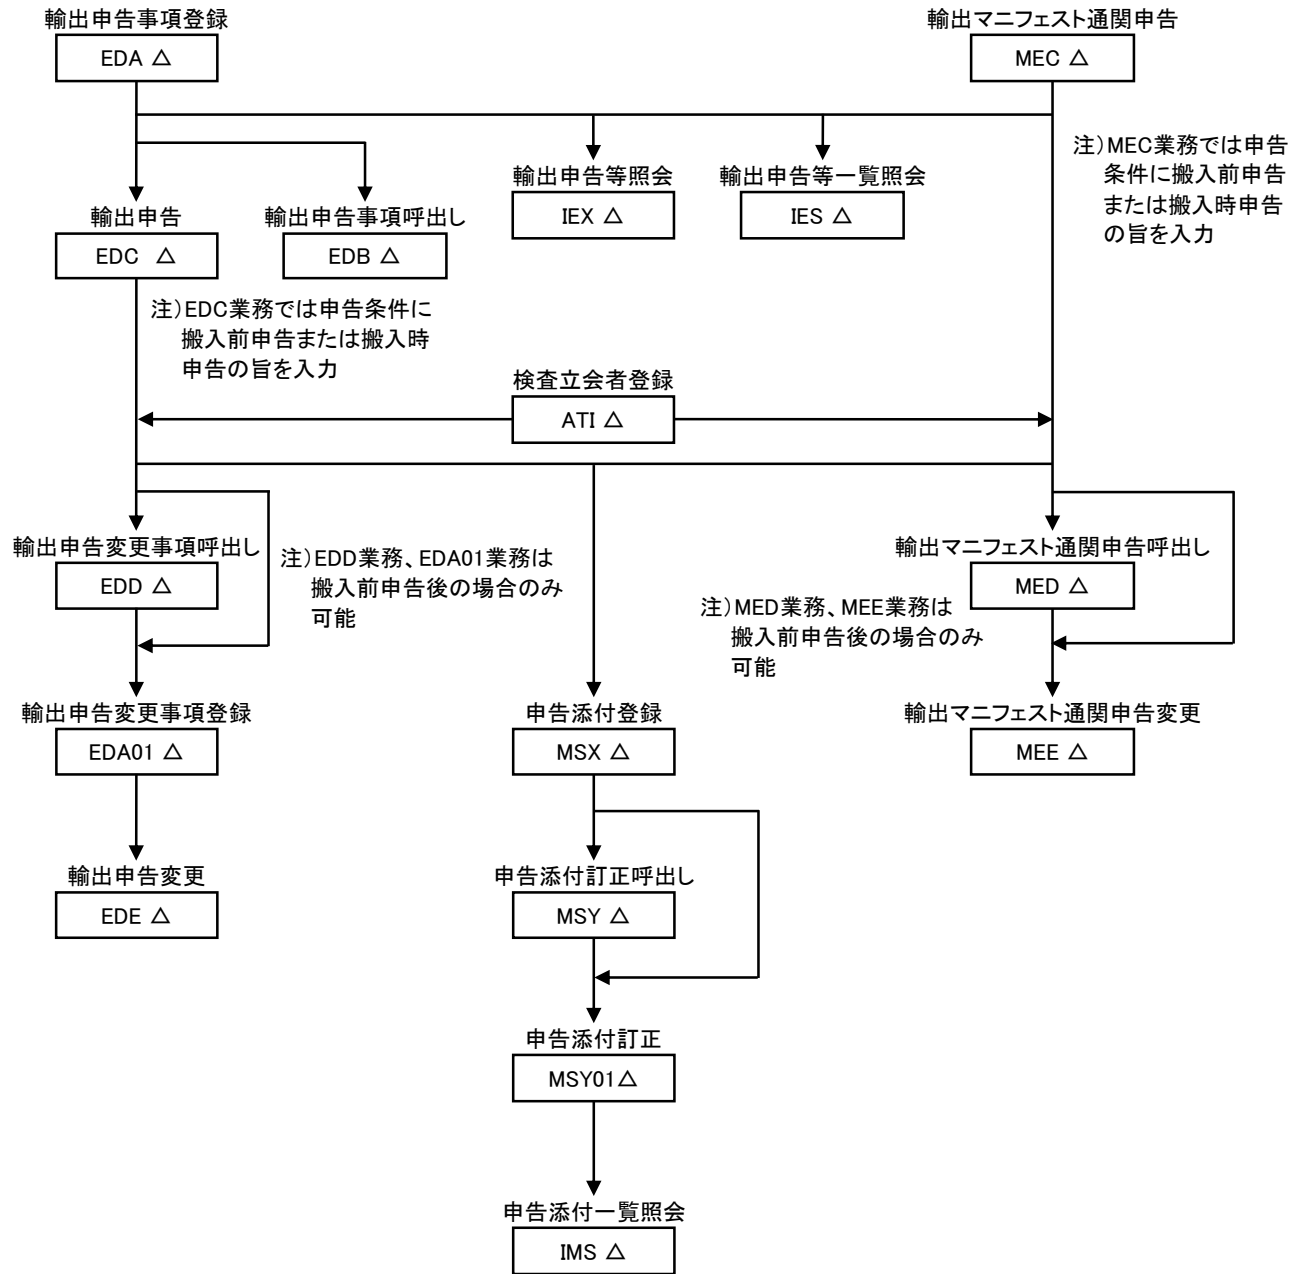 輸出申告事項登録
EDA △
輸出マニフェスト通関申告
MEC △
注)MEC業務では申告
条件に搬入前申告
または搬入時申告
の旨を入力
輸出申告等照会
IEX △
輸出申告等一覧照会
IES △
輸出申告
EDC △
輸出申告事項呼出し
EDB △
注)EDC業務では申告条件に
搬入前申告または搬入時
申告の旨を入力
検査立会者登録
ATI △
輸出申告変更事項呼出し
EDD △
注)EDD業務、EDA01業務は
搬入前申告後の場合のみ
可能
輸出マニフェスト通関申告呼出し
MED △
注)MED業務、MEE業務は
搬入前申告後の場合のみ
可能
輸出申告変更事項登録
EDA01 △
申告添付登録
MSX △
輸出マニフェスト通関申告変更
MEE △
輸出申告変更
EDE △
申告添付訂正呼出し
MSY △
申告添付訂正
MSY01△
申告添付一覧照会
IMS △